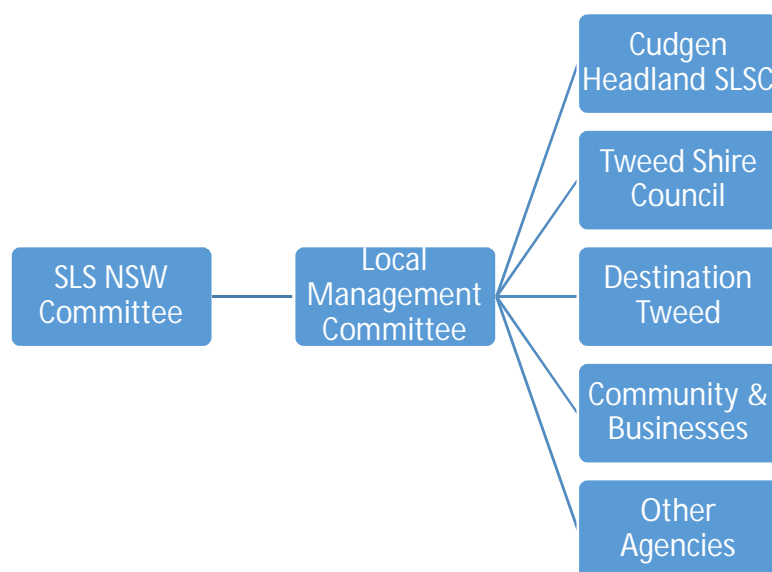 SLS NSW
Committee
Local
Management
Committee
Cudgen
Headland SLSC
Tweed Shire
Council
Destination
Tweed
Community &
Businesses
Other
Agencies